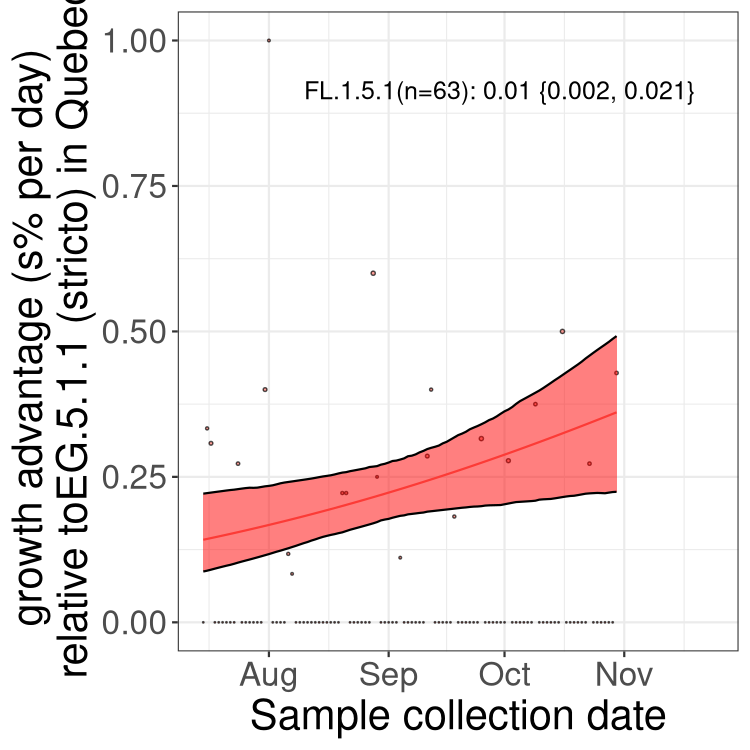 growth advantage (s% per day)
relative toEG.5.1.1 (stricto) in Quebec
1.00
0.75
0.50
0.25
0.00
FL.1.5.1(n=63): 0.01 {0.002, 0.021}
Aug Sep Oct Nov
Sample collection date